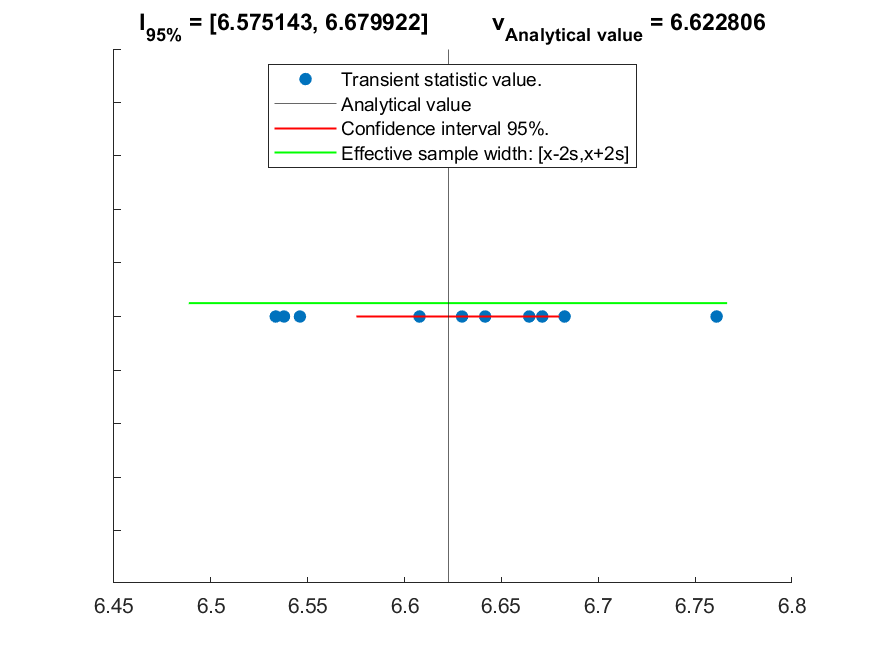 I95% = [6.575143, 6.679922] vAnalytical value = 6.622806
Transient statistic value.
Analytical value
Confidence interval 95%.
Effective sample width: [x-2s,x+2s]
6.45 6.5 6.55 6.6 6.65 6.7 6.75 6.8